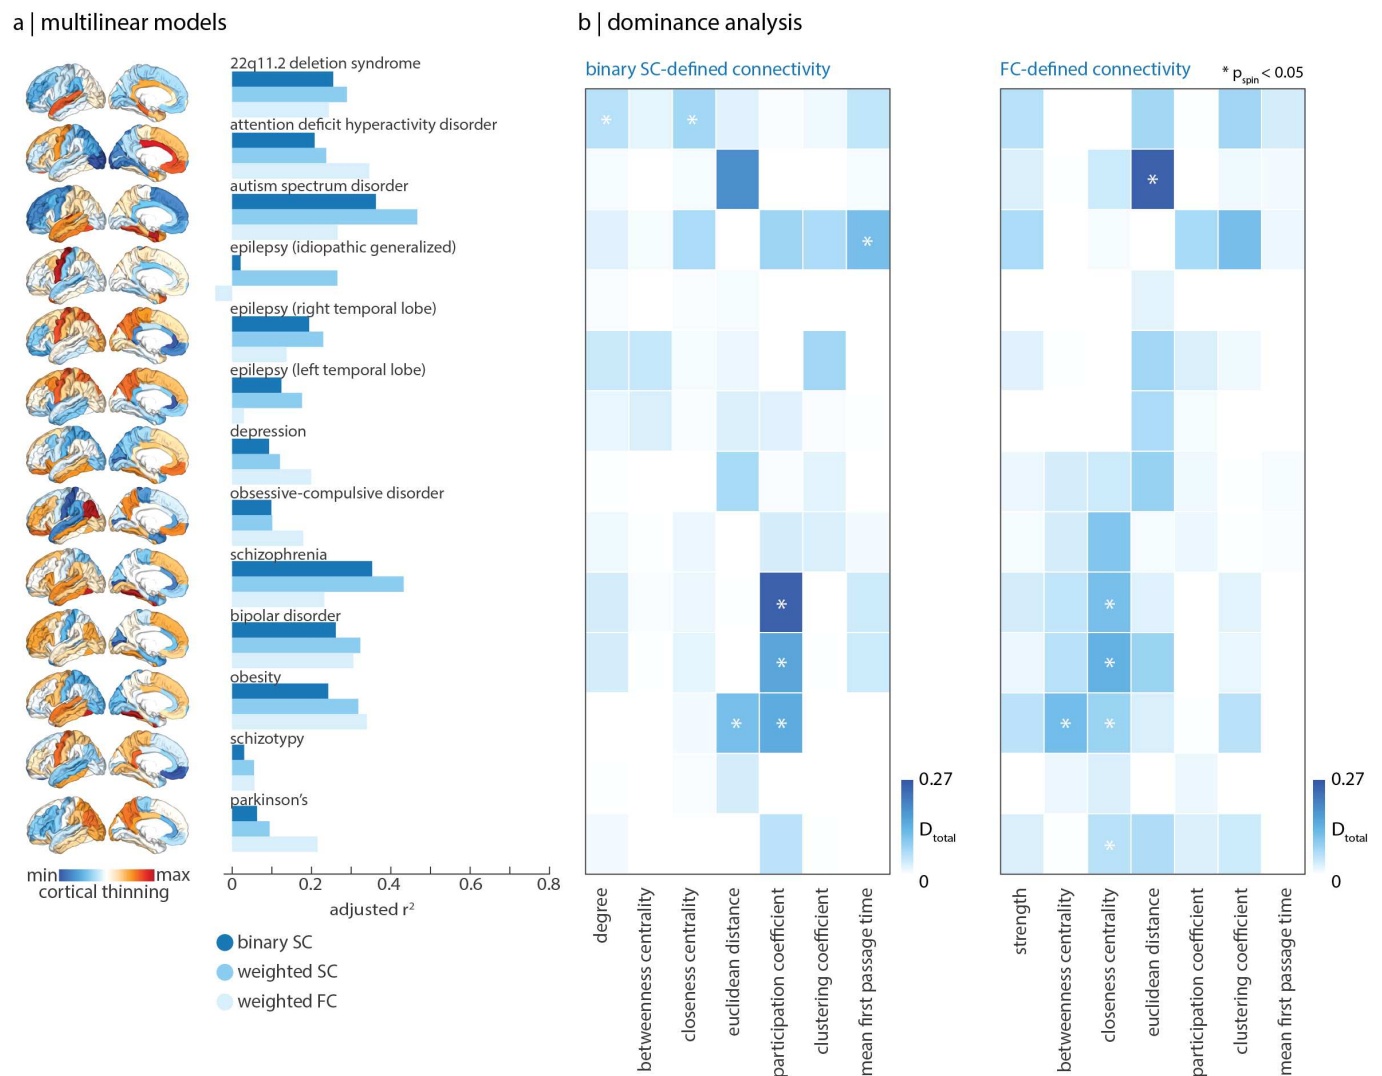 a | multilinear models
22q11.2 deletion syndrome
attention deficit hyperactivity disorder
autism spectrum disorder
epilepsy (idiopathic generalized)
epilepsy (right temporal lobe)
epilepsy (left temporal lobe)
depression
obsessive-compulsive disorder
schizophrenia
bipolar disorder
obesity
schizotypy
parkinson's
min max
cortical thinning
0 0.2 0.4 0.6 0.8
adjusted r²
binary SC
weighted SC
weighted FC
b | dominance analysis
binary SC-defined connectivity
* *
*
*
*
* *
0.27
D total
0
degree
betweenness centrality
closeness centrality
euclidean distance
participation coefficient
clustering coefficient
mean first passage time
FC-defined connectivity
* p spin < 0.05
*
*
*
* *
*
0.27
D total
0
strength
betweenness centrality
closeness centrality
euclidean distance
participation coefficient
clustering coefficient
mean first passage time